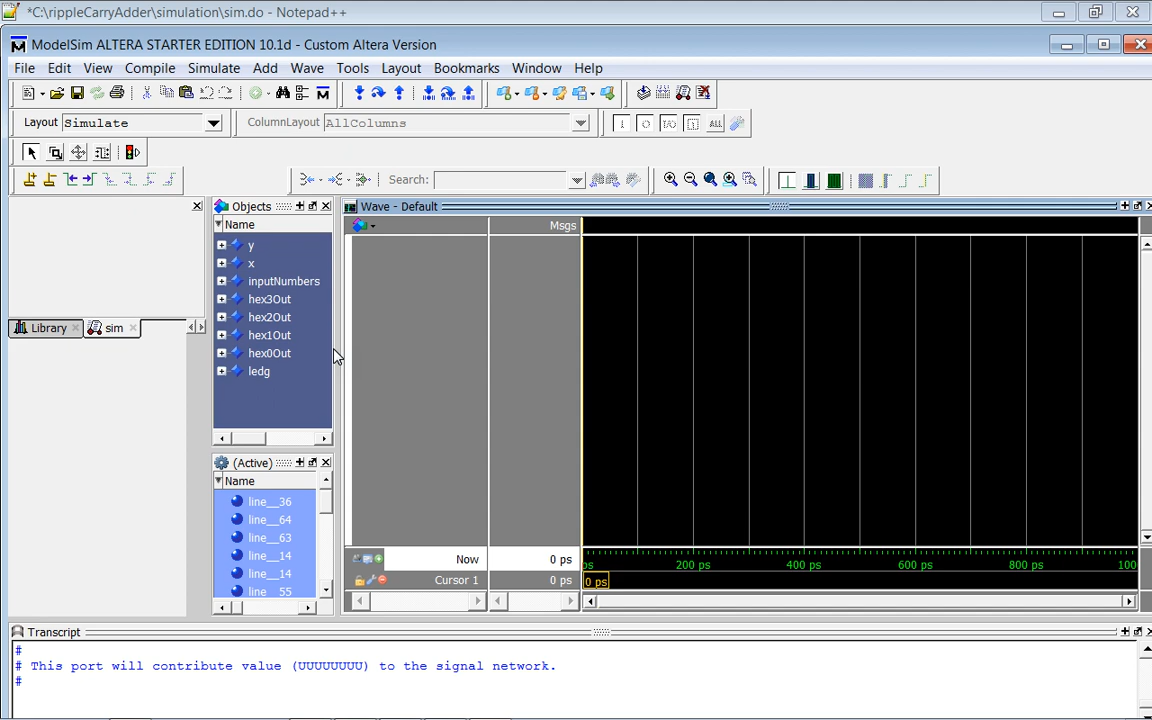 *C:\rippleCarryAdder\simulation\sim.do - Notepad++
ModelSim ALTERA STARTER EDITION 10.1d - Custom Altera Version
File Edit View Compile Simulate Add Wave Tools Layout Bookmarks Window Help
Layout Simulate ColumnLayout AllColumns
ALL
Search:
Objects Wave - Default
Name Msgs
y
x
inputNumbers
hex3Out
hex2Out
Library sim hex1Out
hex0Out
ledg
(Active)
Name
line__36
line__64
line__63
line__14
line__14
line__55
Now 0 ps
ps 200 ps 400 ps 600 ps 800 ps 100
Cursor 1 0 ps 0 ps
Transcript
#
# This port will contribute value (UUUUUUUU) to the signal network.
#